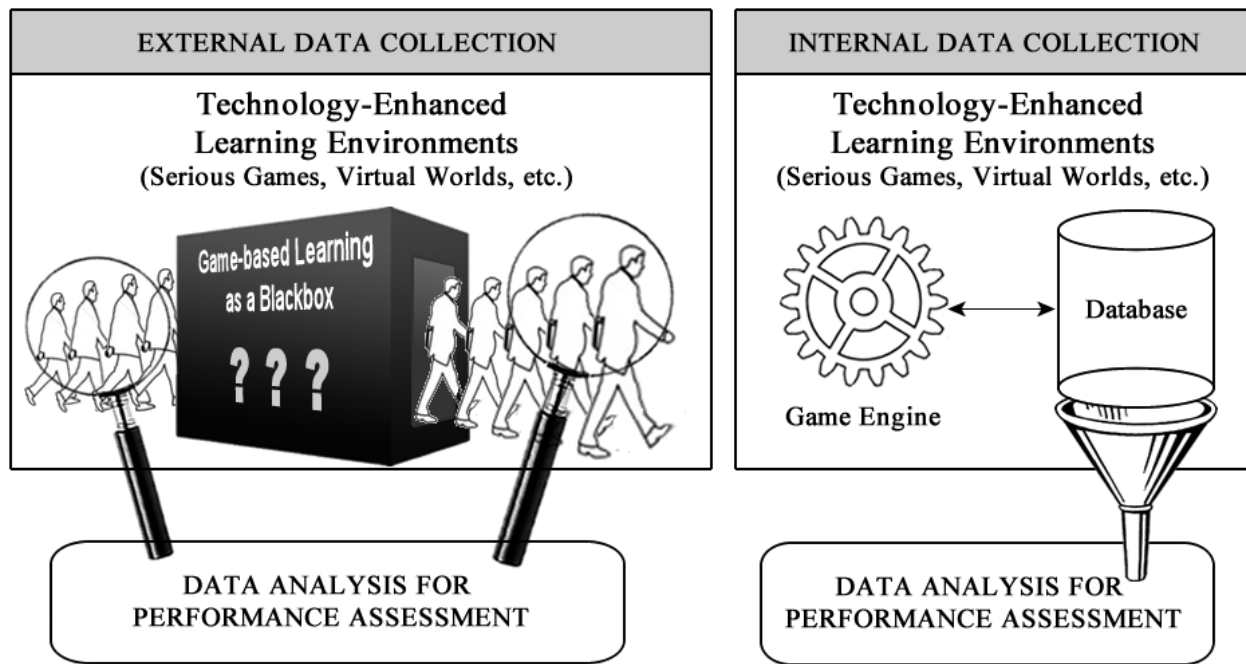 EXTERNAL DATA COLLECTION
Technology-Enhanced
Learning Environments
(Serious Games, Virtual Worlds, etc.)
Game-based Learning
as a Blackbox
? ? ?
DATA ANALYSIS FOR
PERFORMANCE ASSESSMENT
INTERNAL DATA COLLECTION
Technology-Enhanced
Learning Environments
(Serious Games, Virtual Worlds, etc.)
Database
Game Engine
DATA ANALYSIS FOR
PERFORMANCE ASSESSMENT